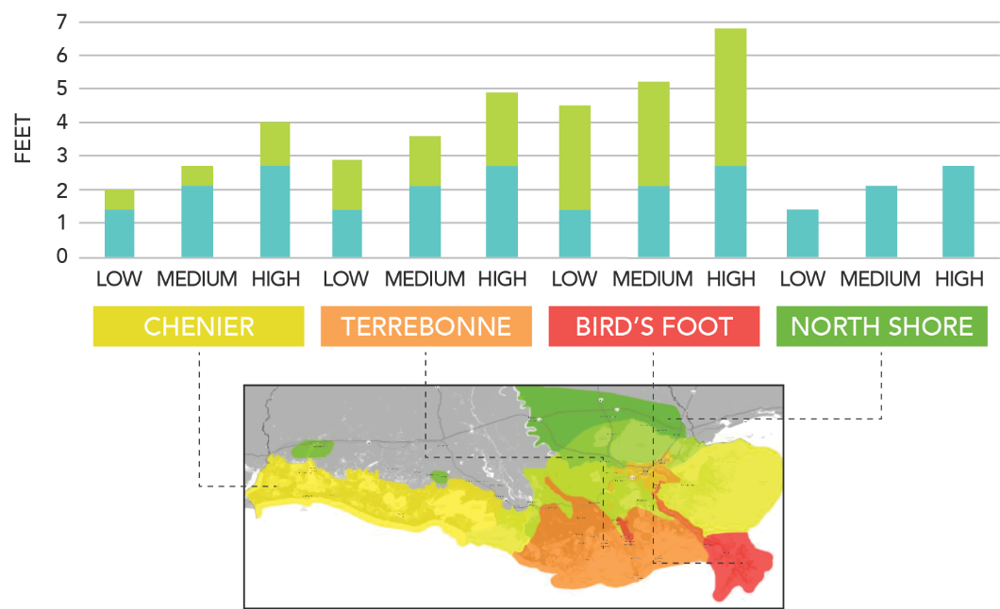 7
6
5
4
3
2
1
0
FEET
LOW MEDIUM HIGH LOW MEDIUM HIGH LOW MEDIUM HIGH LOW MEDIUM HIGH
CHENIER TERREBONNE BIRD'S FOOT NORTH SHORE